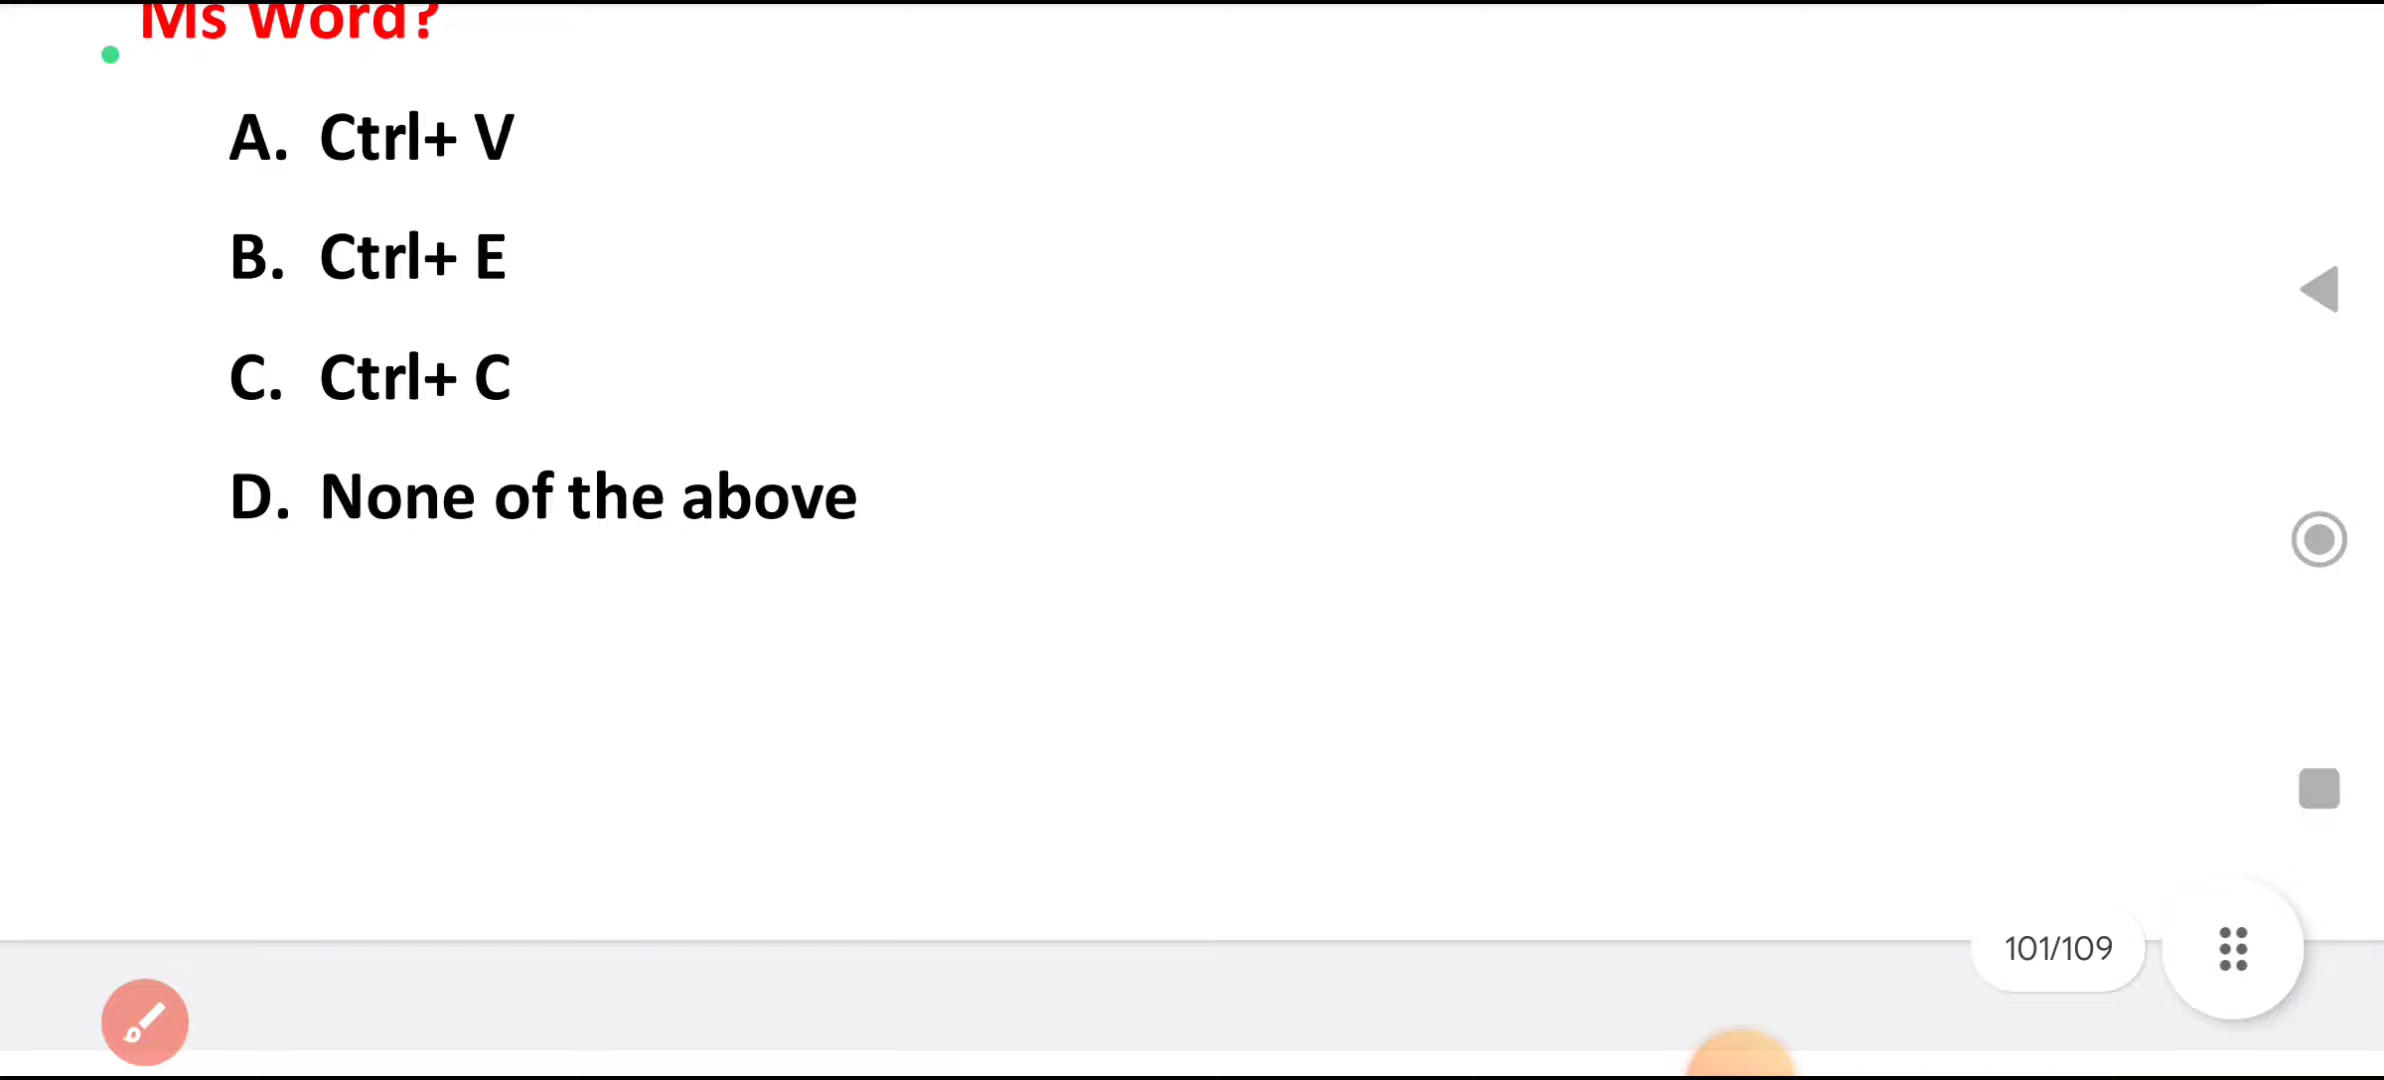 Ms Word?
A. Ctrl+ V
B. Ctrl+ E
C. Ctrl+ C
D. None of the above
101/109